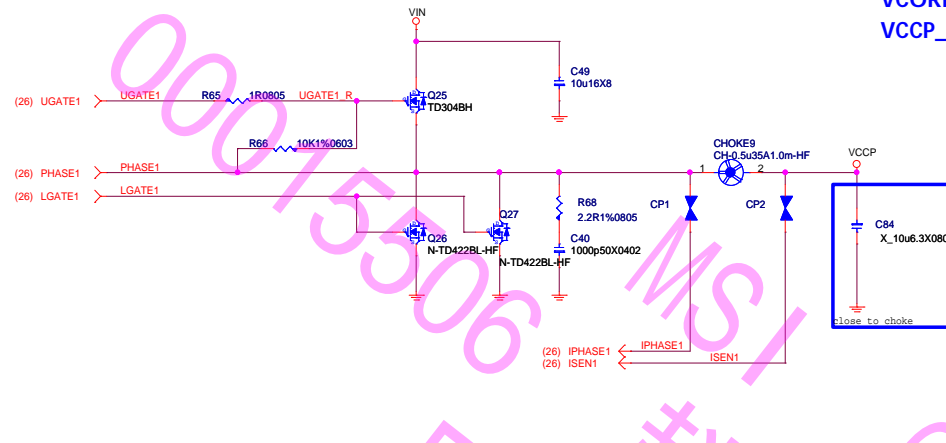 VCCP_
VIN
C49
10u16X8
(26) UGATE1
UGATE1
R65
1R0805
UGATE1_R
Q25
TD304BH
R66
10K1%0603
(26) PHASE1
PHASE1
(26) LGATE1
LGATE1
CHOKE9
CH-0.5u35A1.0m-HF
1
2
VCCP
R68
2.2R1%0805
C40
1000p50X0402
CP1
CP2
Q26
N-TD422BL-HF
Q27
N-TD422BL-HF
C84
X_10u6.3X080
close to choke
(26) IPHASE1
IPHASE1
(26) ISEN1
ISEN1
00015506
MSI